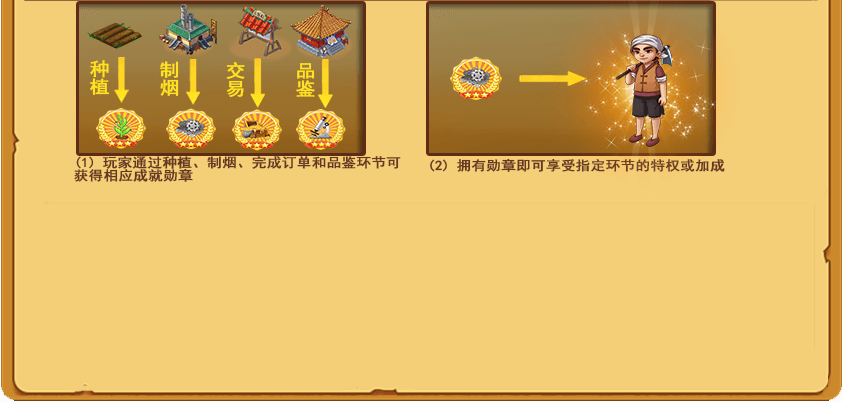 种植
制烟
交易
品鉴
(1) 玩家通过种植、制烟、完成订单和品鉴环节可
获得相应成就勋章
(2) 拥有勋章即可享受指定环节的特权或加成